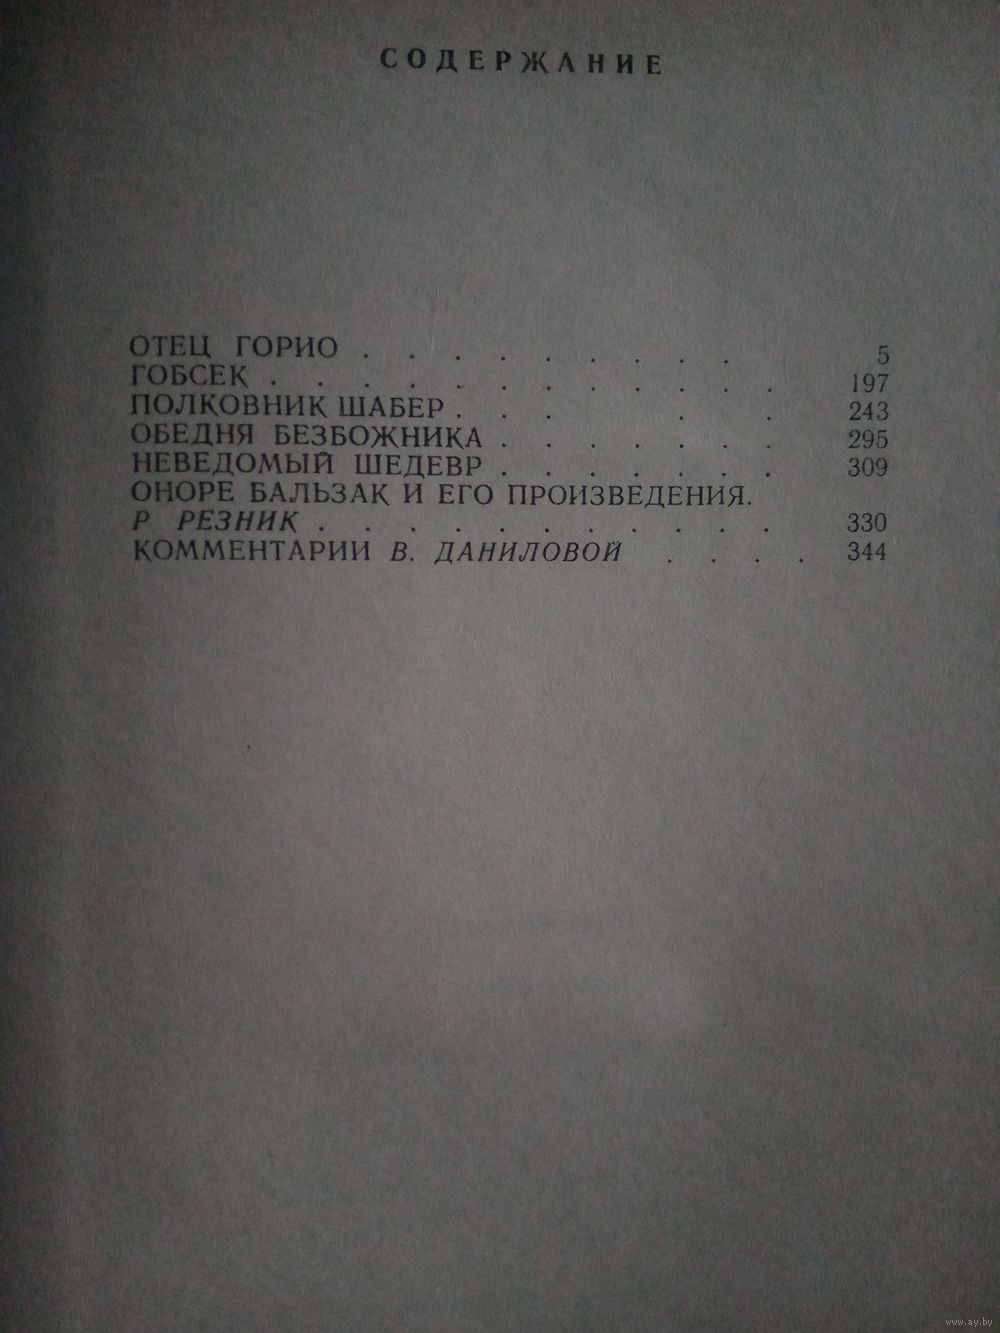 СОДЕРЖАНИЕ
ОТЕЦ ГОРИО . . . . . . . . . 5
ГОБСЕК . . . . . . . . . . . . 197
ПОЛКОВНИК ШАБЕР . . . . . 243
ОБЕДНЯ БЕЗБОЖНИКА . . . . . . . 295
НЕВЕДОМЫЙ ШЕДЕВР . . . . . . . 309
ОНОРЕ БАЛЬЗАК И ЕГО ПРОИЗВЕДЕНИЯ.
Р РЕЗНИК . . . . . . . . . . . 330
КОММЕНТАРИИ В. ДАНИЛОВОЙ . . . . 344
www.ay.by